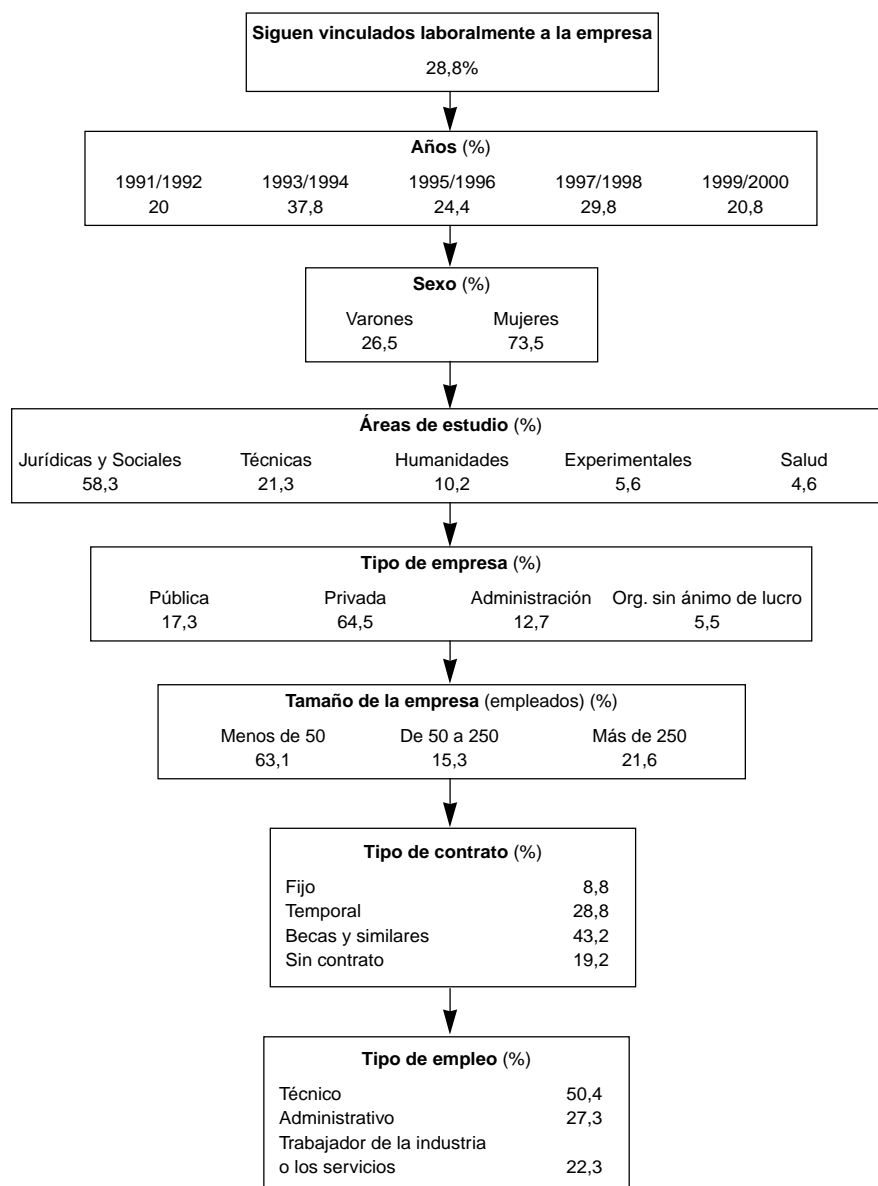 Siguen vinculados laboralmente a la empresa
28,8%
Años (%)
1991/1992 1993/1994 1995/1996 1997/1998 1999/2000
20 37,8 24,4 29,8 20,8
Sexo (%)
Varones Mujeres
26,5 73,5
Áreas de estudio (%)
Jurídicas y Sociales Técnicas Humanidades Experimentales Salud
58,3 21,3 10,2 5,6 4,6
Tipo de empresa (%)
Pública Privada Administración Org. sin ánimo de lucro
17,3 64,5 12,7 5,5
Tamaño de la empresa (empleados) (%)
Menos de 50 De 50 a 250 Más de 250
63,1 15,3 21,6
Tipo de contrato (%)
Fijo 8,8
Temporal 28,8
Becas y similares 43,2
Sin contrato 19,2
Tipo de empleo (%)
Técnico 50,4
Administrativo 27,3
Trabajador de la industria
o los servicios 22,3